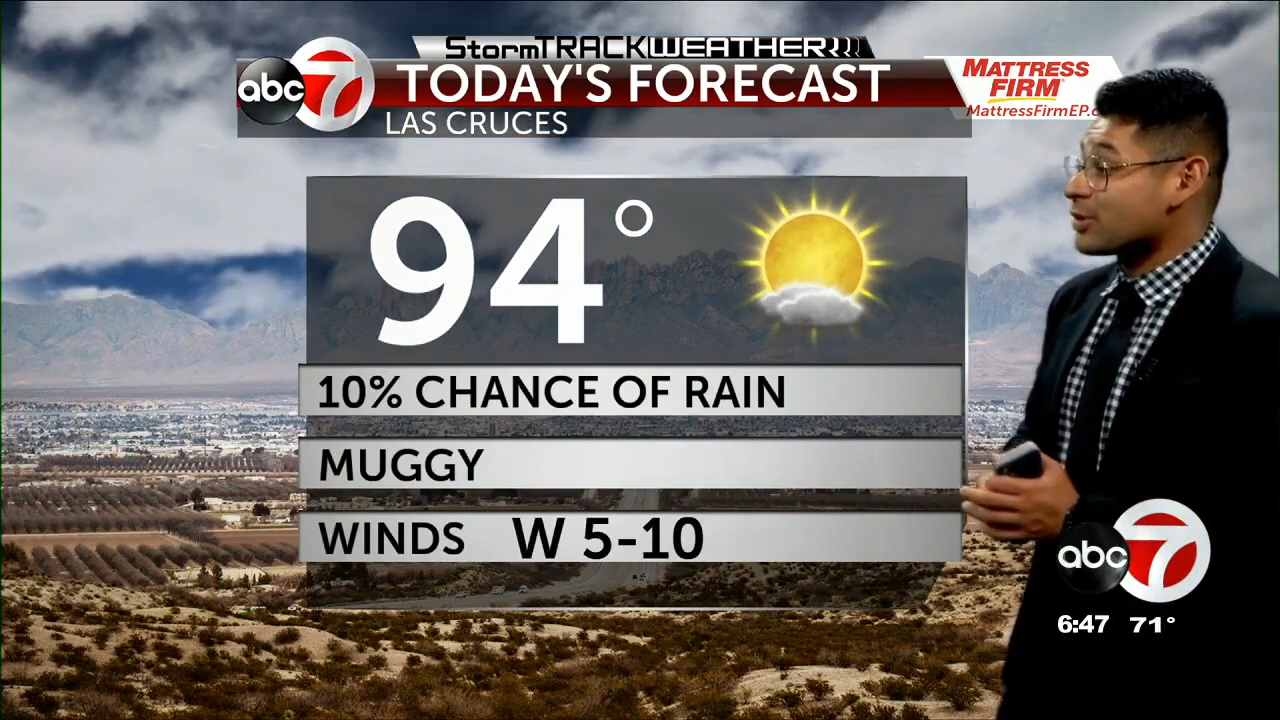 StormTRACKWEATHER
abc 7 TODAY'S FORECAST
LAS CRUCES
MATTRESS
FIRM
MattressFirmEP.c
94°
10% CHANCE OF RAIN
MUGGY
WINDS W 5-10
abc 7
6:47 71°